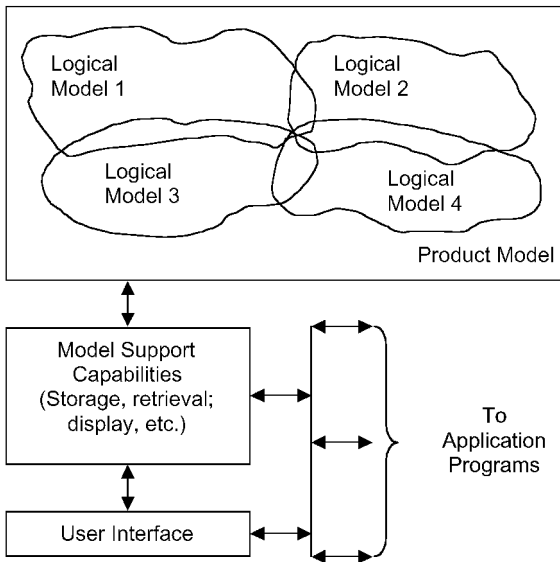 Logical
Model 1
Logical
Model 2
Logical
Model 3
Logical
Model 4
Product Model
Model Support
Capabilities
(Storage, retrieval;
display, etc.)
To
Application
Programs
User Interface